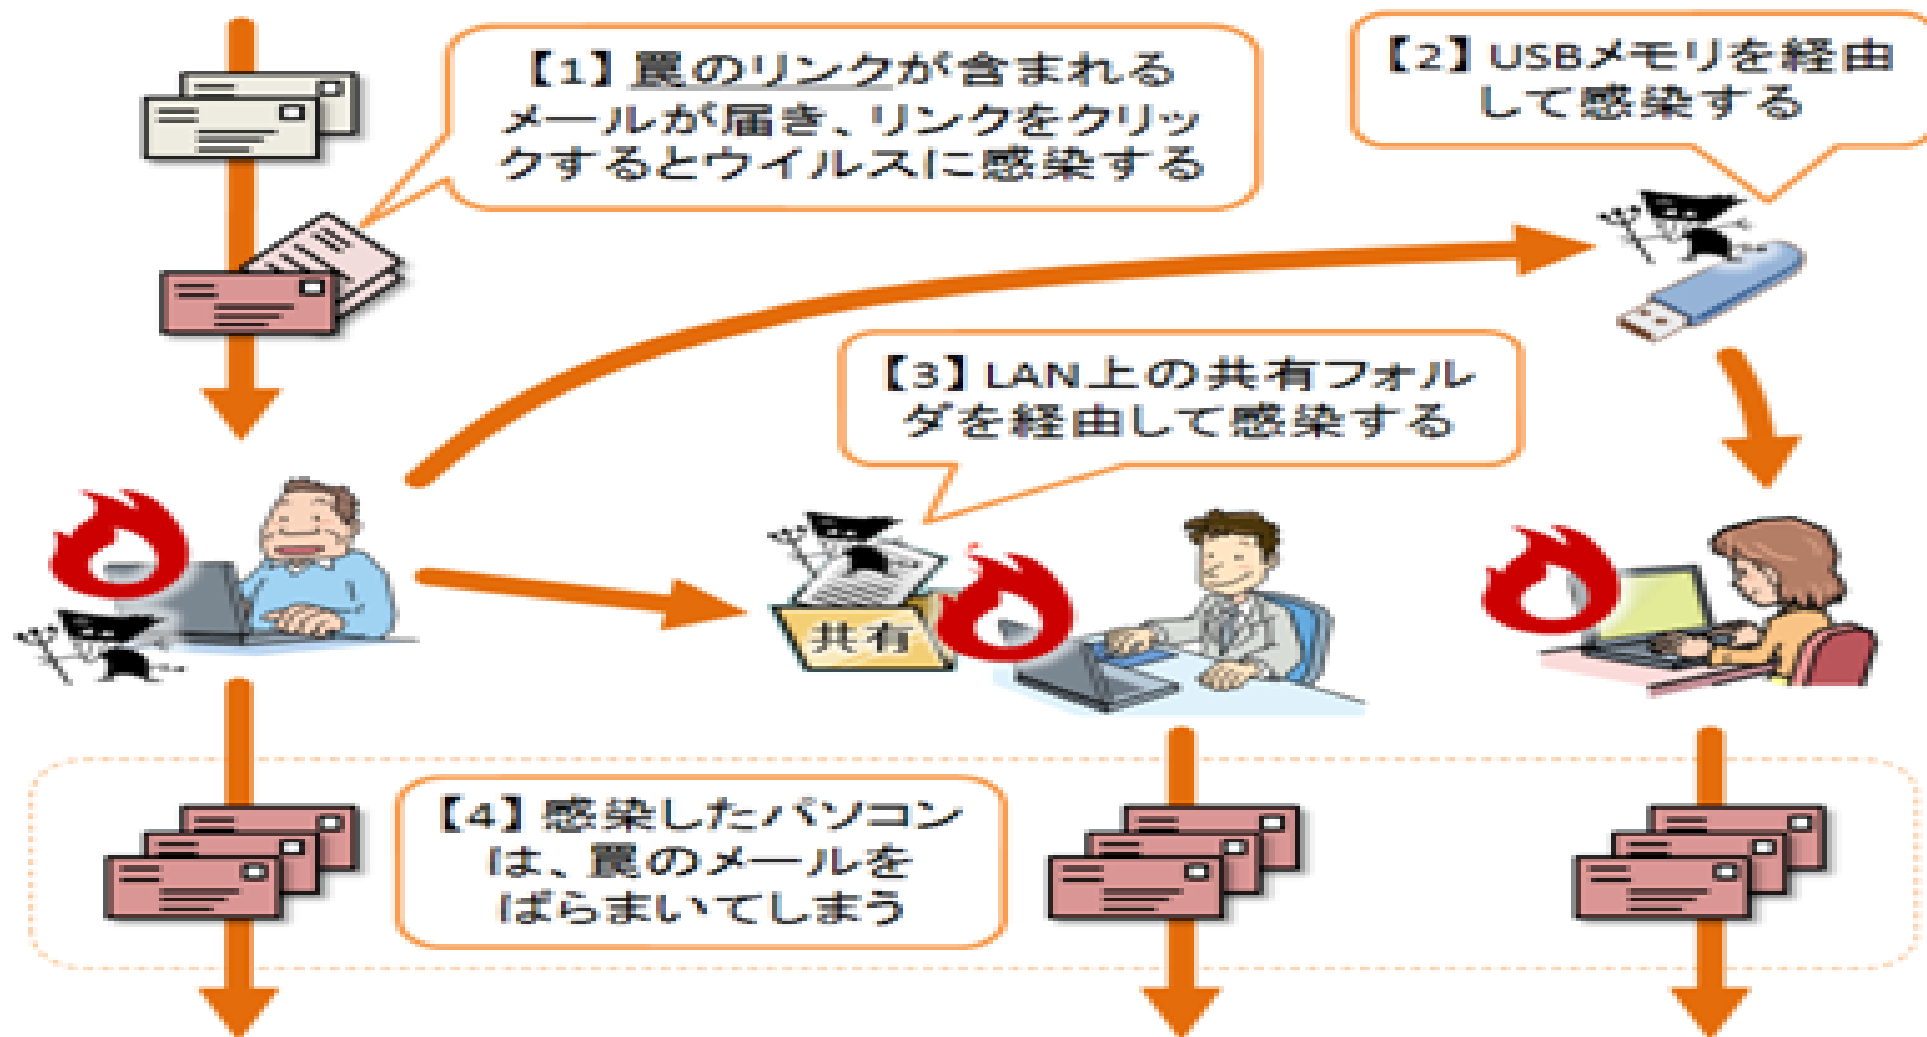 【1】罠のリンクが含まれる
メールが届き、リンクをクリッ
クするとウイルスに感染する
【2】USBメモリを経由
して感染する
【3】LAN上の共有フォル
ダを経由して感染する
共有
【4】感染したパソコン
は、罠のメールを
ばらまいてしまう